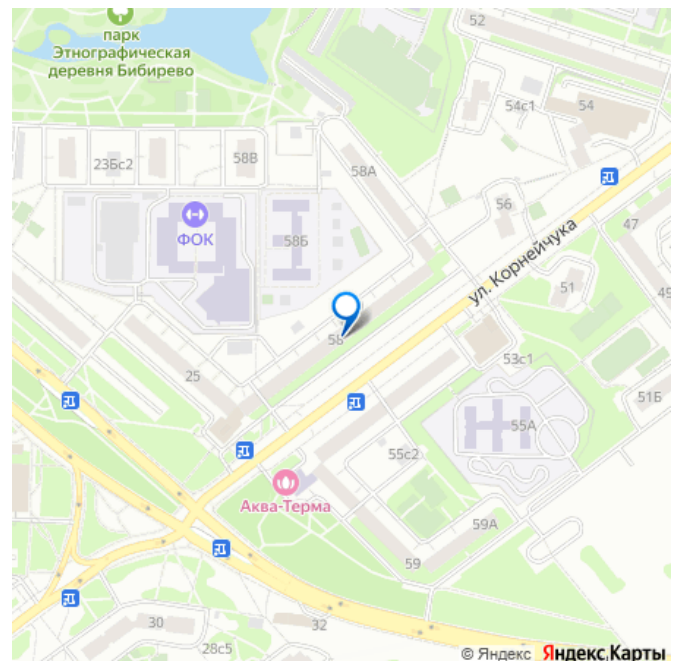 52
парк
Этнографическая
деревня Бибирево
54с1
54
23Бс2
58В
58А
ФОК
58Б
56
47
ул. Корнейчука
51
49
58
53с1
25
51Б
55А
55с2
Аква-Терма
59А
59
30
32
28с5
© Яндекс Яндекс Карты